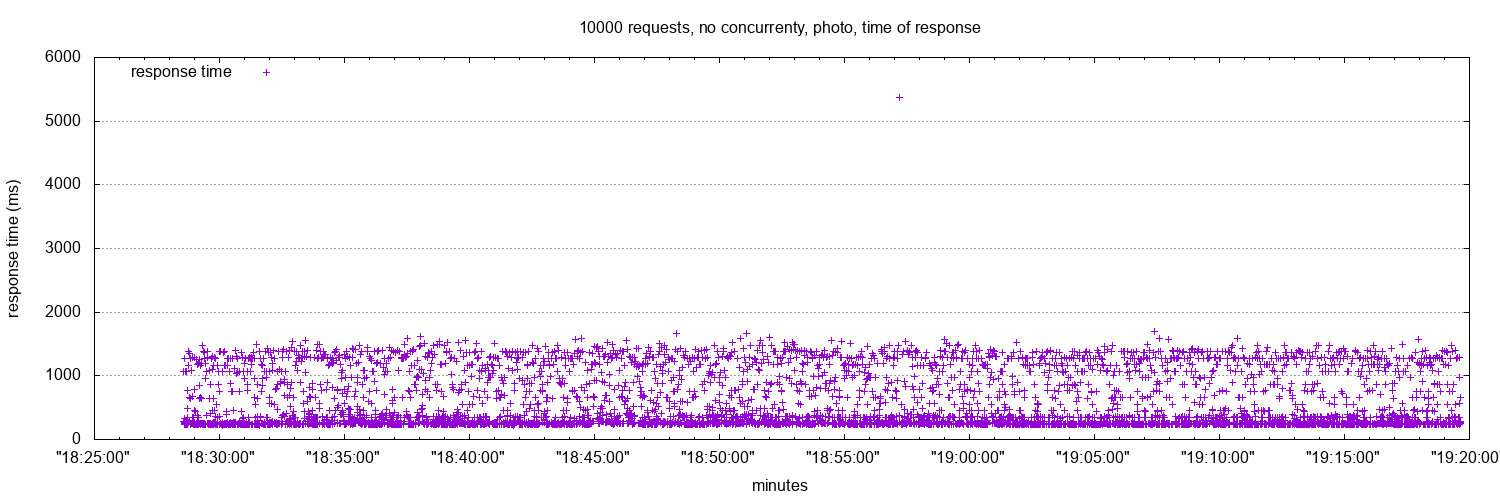 10000 requests, no concurrenty, photo, time of response
6000
response time
5000
4000
3000
2000
1000
0
response time (ms)
"18:25:00" "18:30:00" "18:35:00" "18:40:00" "18:45:00" "18:50:00" "18:55:00" "19:00:00" "19:05:00" "19:10:00" "19:15:00" "19:20:00"
minutes